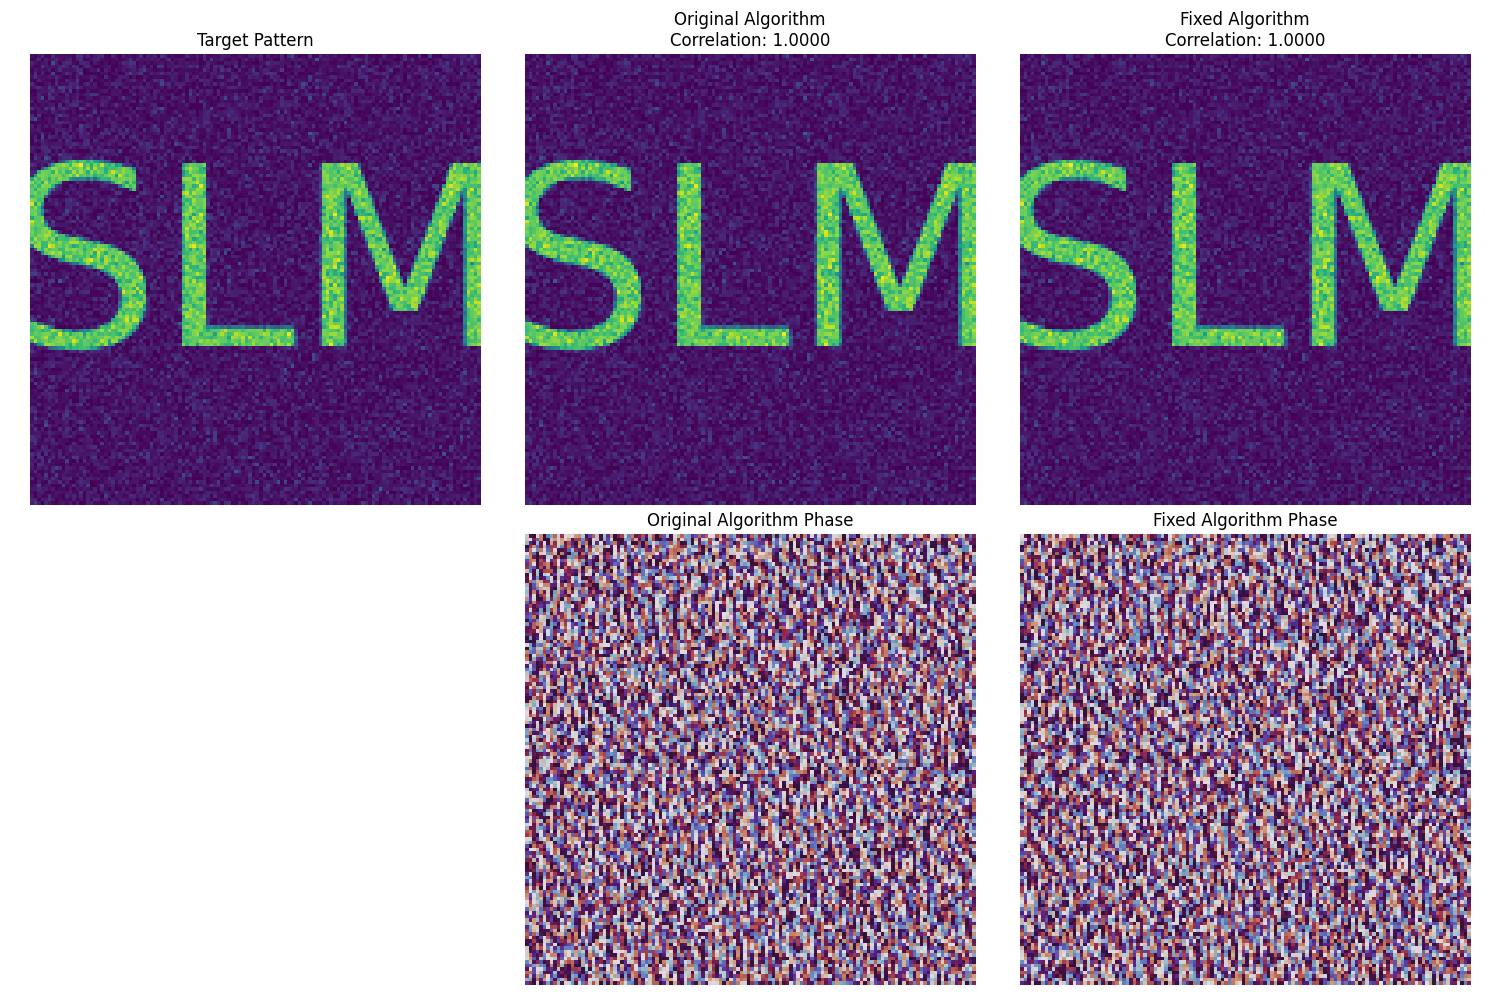 Target Pattern
Original Algorithm
Correlation: 1.0000
Fixed Algorithm
Correlation: 1.0000
SLM
SLM
SLM
Original Algorithm Phase
Fixed Algorithm Phase